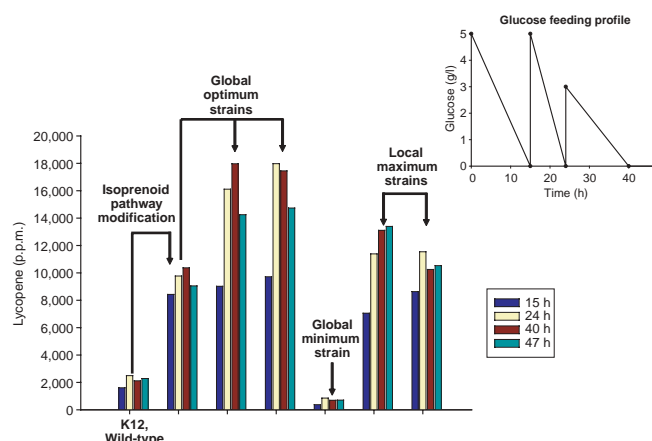 Glucose feeding profile
5
4
3
2
1
0
Glucose (g/l)
0
10
20
30
40
Time (h)
Global
optimum
strains
Isoprenoid
pathway
modification
Local
maximum
strains
Global
minimum
strain
20,000
18,000
16,000
14,000
12,000
10,000
8,000
6,000
4,000
2,000
0
Lycopene (p.p.m.)
15 h
24 h
40 h
47 h
K12,
Wild-type